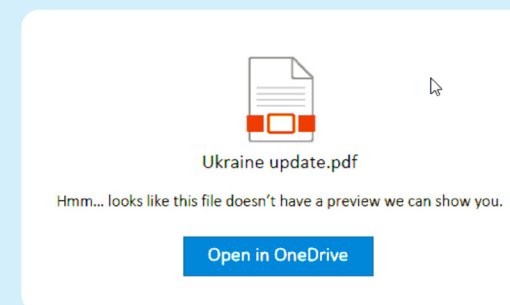 Ukraine update.pdf
Hmm... looks like this file doesn't have a preview we can show you.
Open in OneDrive